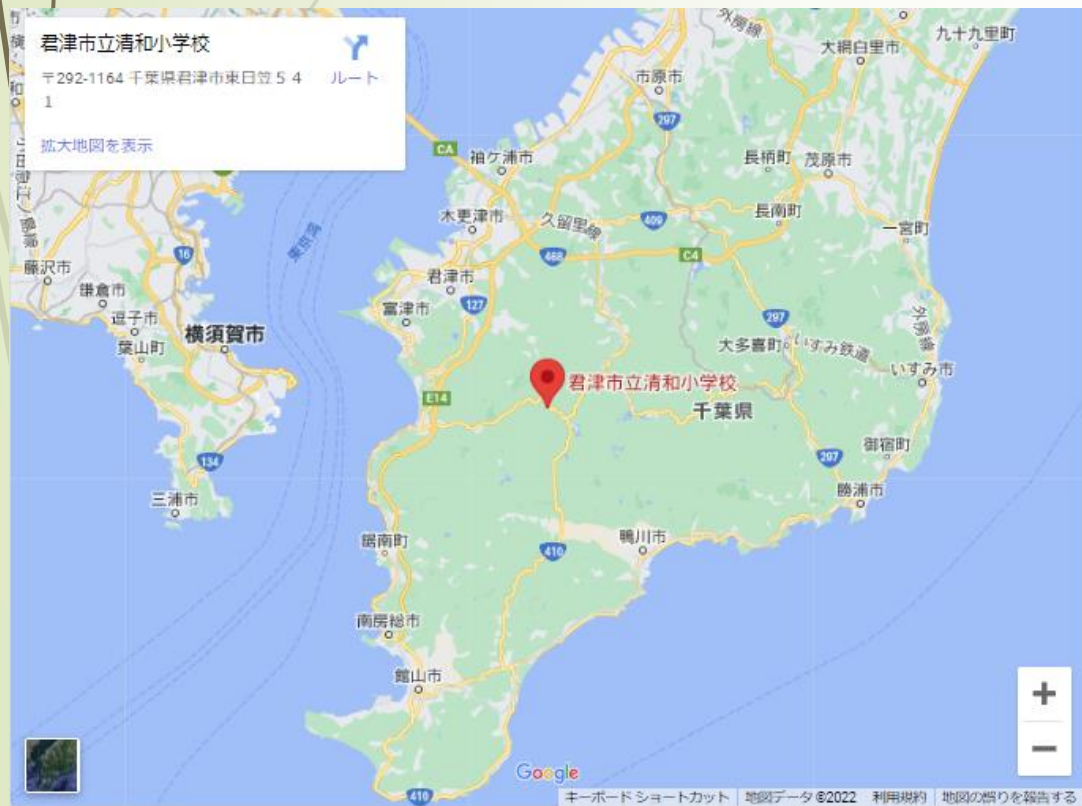 君津市立清和小学校
〒292-1164 千葉県君津市東日笠５４
１
ルート
拡大地図を表示
外房線
九十九里町
大網白里市
市原市
297
CA
袖ケ浦市
長柄町
茂原市
木更津市
久留里線
409
長南町
一宮町
東京湾
16
468
C4
藤沢市
鎌倉市
君津市
127
富津市
逗子市
横須賀市
葉山町
297
大多喜町
いすみ鉄道
外房線
いすみ市
君津市立清和小学校
E14
千葉県
134
297
御宿町
三浦市
勝浦市
鋸南町
410
鴨川市
南房総市
館山市
+
−
Google
410
キーボード ショートカット
地図データ ©2022
利用規約
地図の誤りを報告する